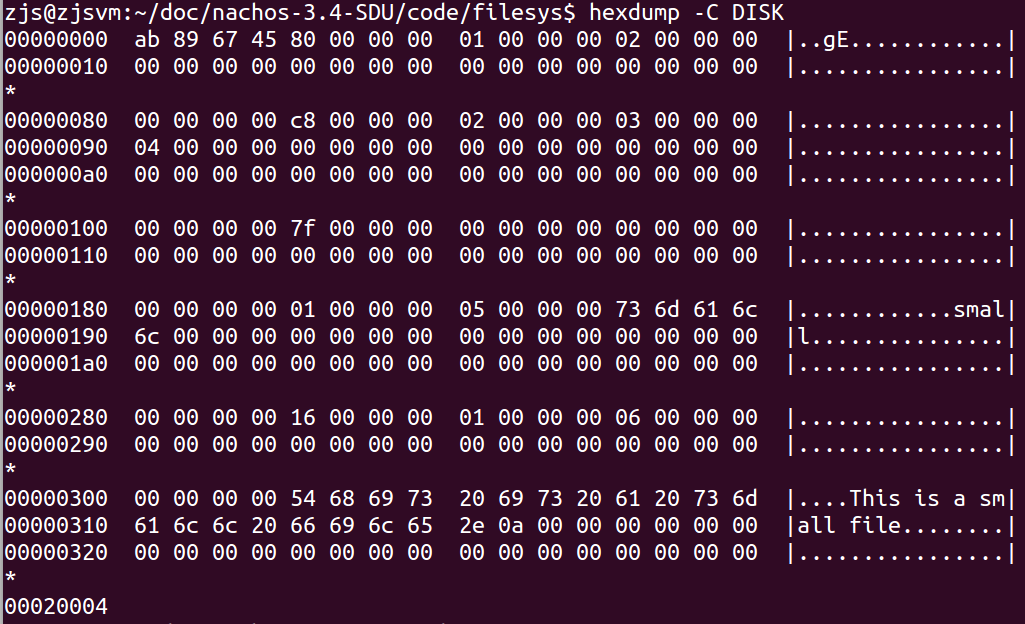 zjs@zjsvm:~/doc/nachos-3.4-SDU/code/filesys$ hexdump -C DISK
00000000  ab 89 67 45 80 00 00 00  01 00 00 00 02 00 00 00  |..gE............|
00000010  00 00 00 00 00 00 00 00  00 00 00 00 00 00 00 00  |................|
*
00000080  00 00 00 00 c8 00 00 00  02 00 00 00 03 00 00 00  |................|
00000090  04 00 00 00 00 00 00 00  00 00 00 00 00 00 00 00  |................|
000000a0  00 00 00 00 00 00 00 00  00 00 00 00 00 00 00 00  |................|
*
00000100  00 00 00 00 7f 00 00 00  00 00 00 00 00 00 00 00  |................|
00000110  00 00 00 00 00 00 00 00  00 00 00 00 00 00 00 00  |................|
*
00000180  00 00 00 00 01 00 00 00  05 00 00 00 73 6d 61 6c  |............smal|
00000190  6c 00 00 00 00 00 00 00  00 00 00 00 00 00 00 00  |l...............|
000001a0  00 00 00 00 00 00 00 00  00 00 00 00 00 00 00 00  |................|
*
00000280  00 00 00 00 16 00 00 00  01 00 00 00 06 00 00 00  |................|
00000290  00 00 00 00 00 00 00 00  00 00 00 00 00 00 00 00  |................|
*
00000300  00 00 00 00 54 68 69 73  20 69 73 20 61 20 73 6d  |....This is a sm|
00000310  61 6c 6c 20 66 69 6c 65  2e 0a 00 00 00 00 00 00  |all file........|
00000320  00 00 00 00 00 00 00 00  00 00 00 00 00 00 00 00  |................|
*
00020004